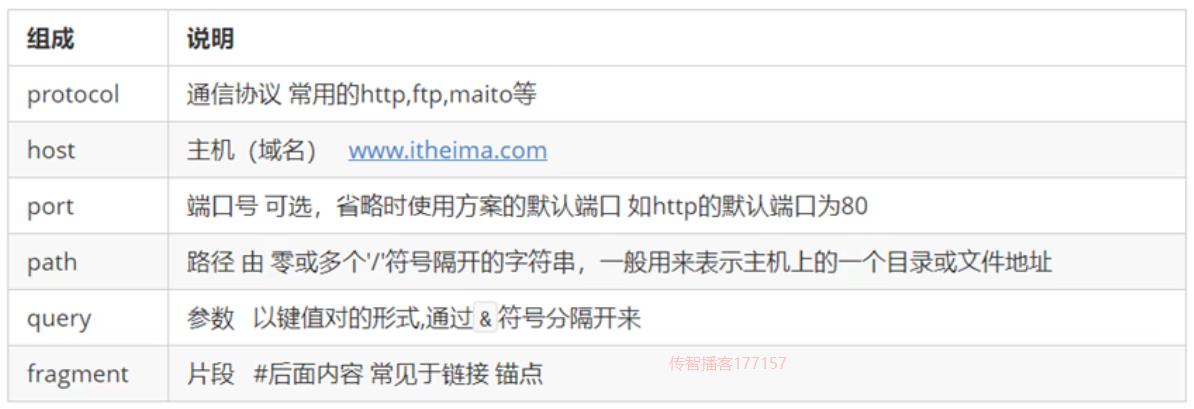 组成 说明
protocol 通信协议 常用的http,ftp,maito等
host 主机（域名） www.itheima.com
port 端口号 可选，省略时使用方案的默认端口 如http的默认端口为80
path 路径 由 零或多个'/'符号隔开的字符串，一般用来表示主机上的一个目录或文件地址
query 参数 以键值对的形式,通过&符号分隔开来
fragment 片段 #后面内容 常见于链接 锚点
传智播客177157